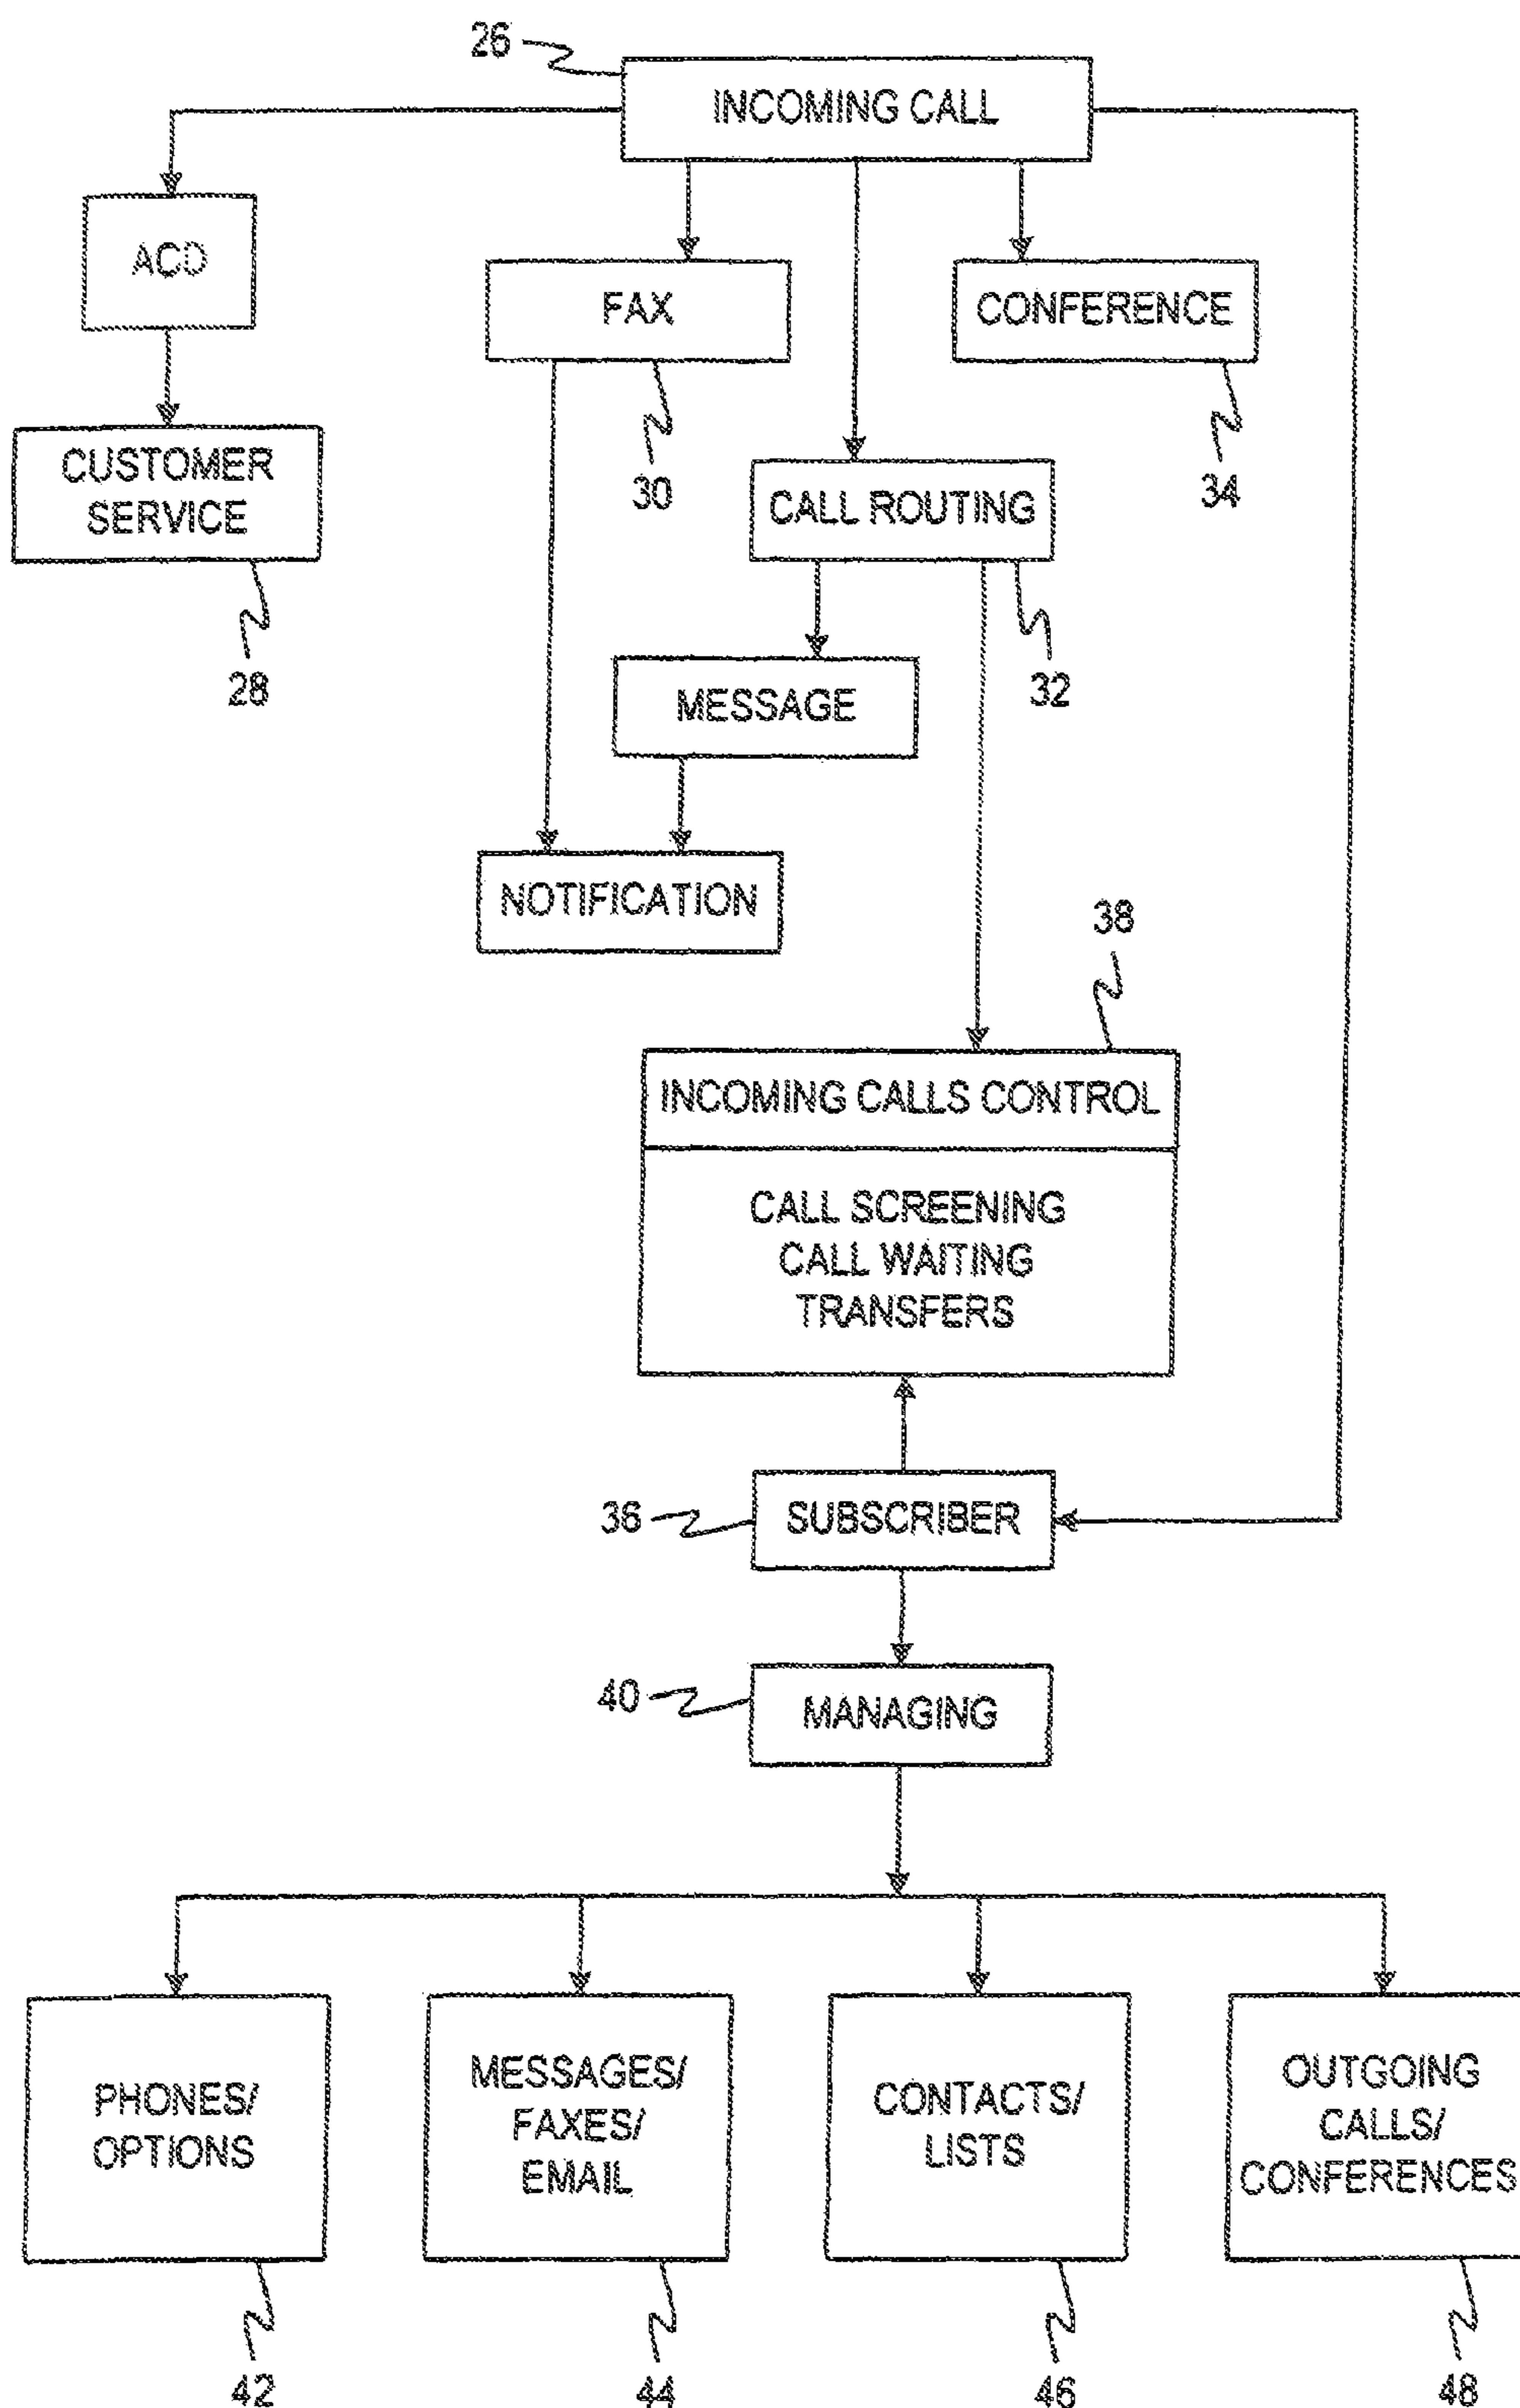 26
INCOMING CALL
ACD
FAX
CONFERENCE
CUSTOMER
SERVICE
30
CALL ROUTING
34
28
MESSAGE
32
NOTIFICATION
38
INCOMING CALLS CONTROL
CALL SCREENING
CALL WAITING
TRANSFERS
36
SUBSCRIBER
40
MANAGING
PHONES/
OPTIONS
MESSAGES/
FAXES/
EMAIL
CONTACTS/
LISTS
OUTGOING
CALLS/
CONFERENCES
42
44
46
48